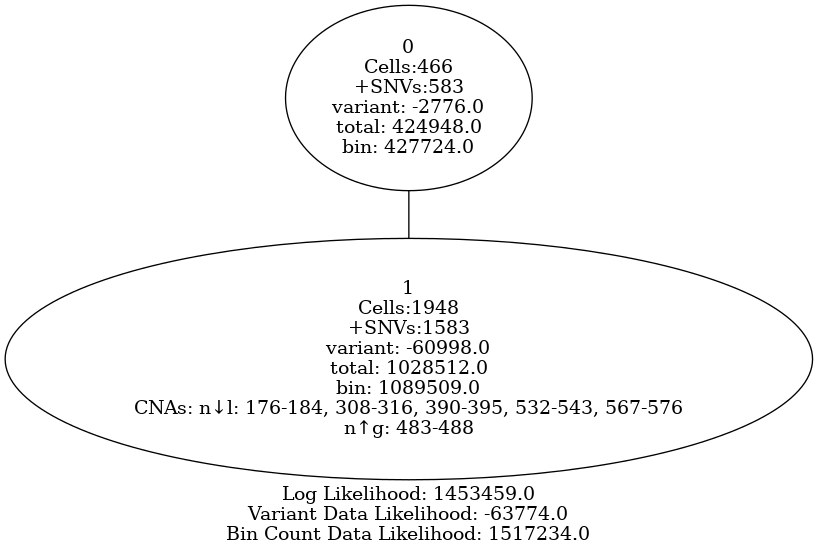 0
Cells:466
+SNVs:583
variant: -2776.0
total: 424948.0
bin: 427724.0
1
Cells:1948
+SNVs:1583
variant: -60998.0
total: 1028512.0
bin: 1089509.0
CNAs: n↓l: 176-184, 308-316, 390-395, 532-543, 567-576
n↑g: 483-488
Log Likelihood: 1453459.0
Variant Data Likelihood: -63774.0
Bin Count Data Likelihood: 1517234.0